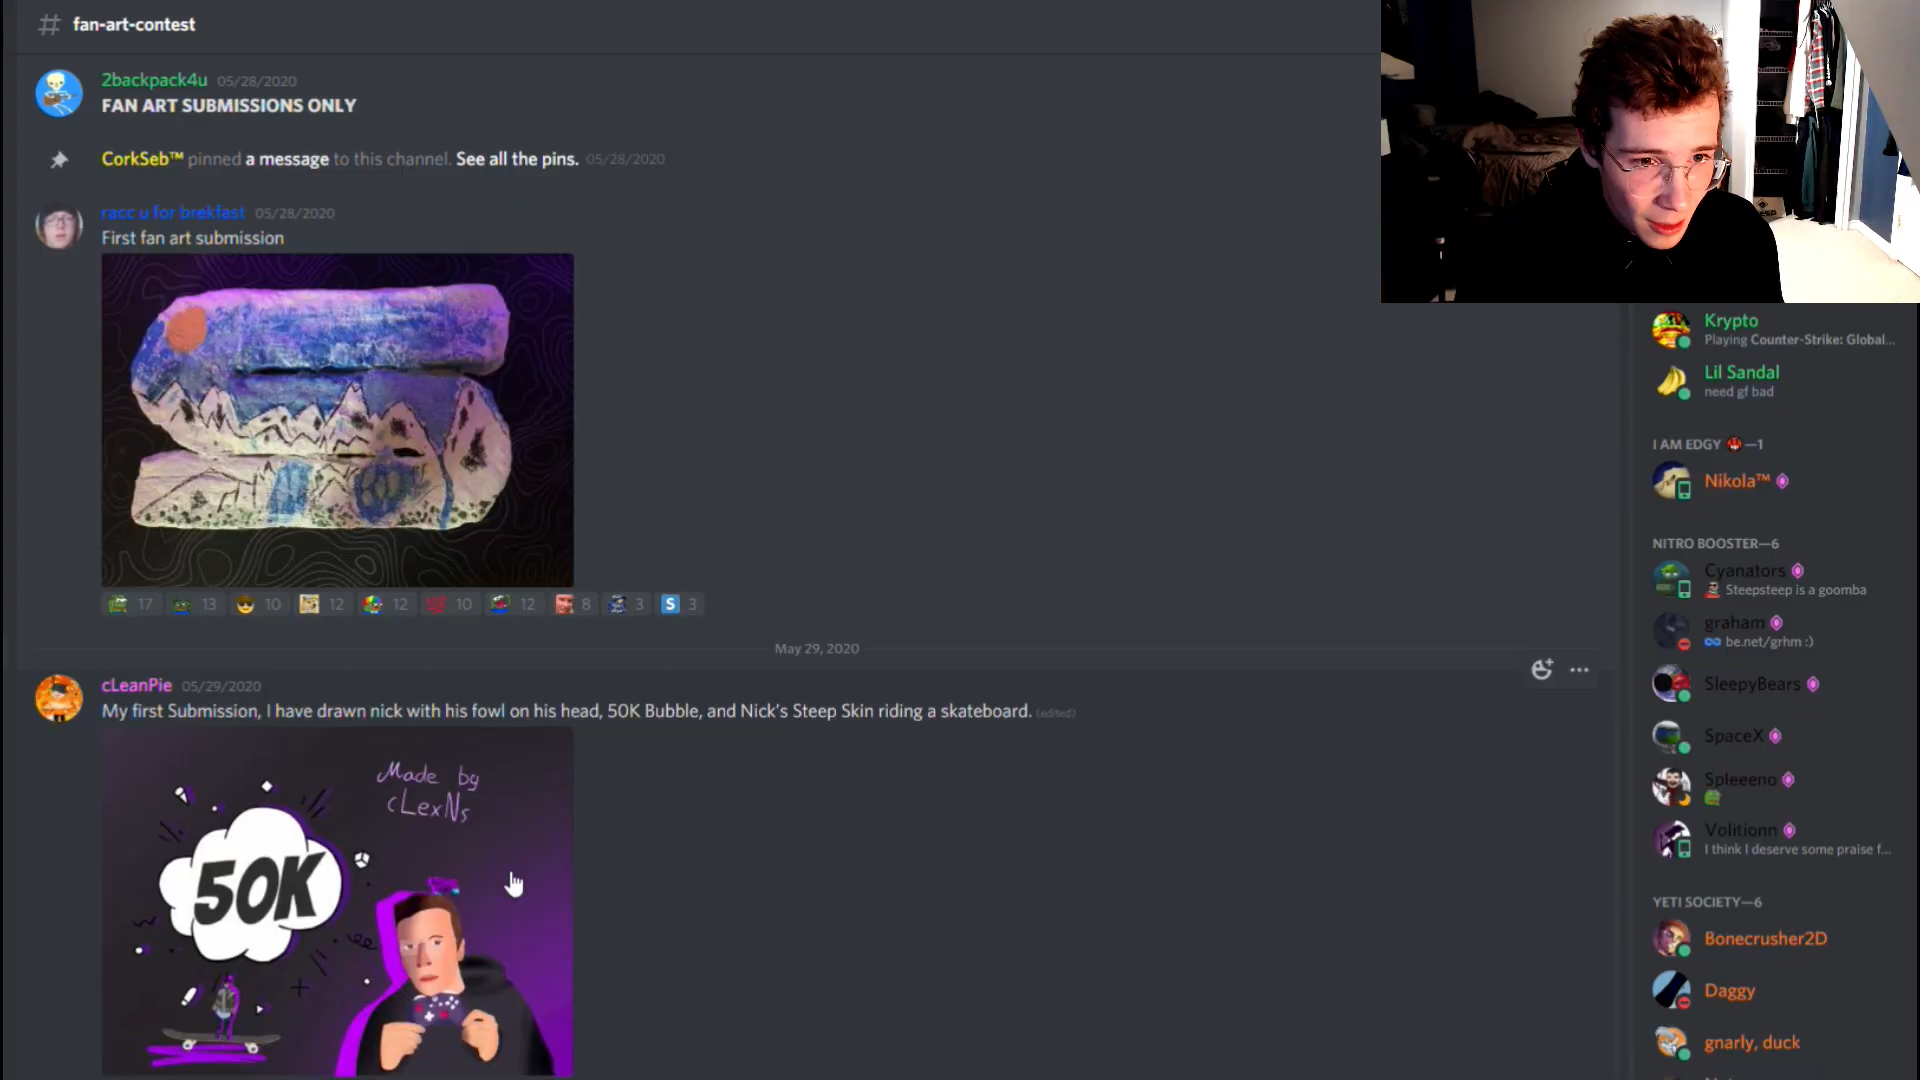 fan-art-contest
2backpack4u 05/28/2020
FAN ART SUBMISSIONS ONLY
CorkSeb™ pinned a message to this channel. See all the pins. 05/28/2020
racc u for brekfast 05/28/2020
First fan art submission
17 13 10 12 12 10 12 8 3 S 3
May 29, 2020
cLeanPie 05/29/2020
My first Submission, I have drawn nick with his fowl on his head, 50K Bubble, and Nick's Steep Skin riding a skateboard. (edited)
Made by
cLexNs
50K
Krypto
Playing Counter-Strike: Global...
Lil Sandal
need gf bad
I AM EDGY —1
Nikola™
NITRO BOOSTER—6
Cyanators
Steepsteep is a goomba
graham
be.net/grhm :)
SleepyBears
SpaceX
Spleeeno
Volitionn
I think I deserve some praise f...
YETI SOCIETY—6
Bonecrusher2D
Daggy
gnarly, duck